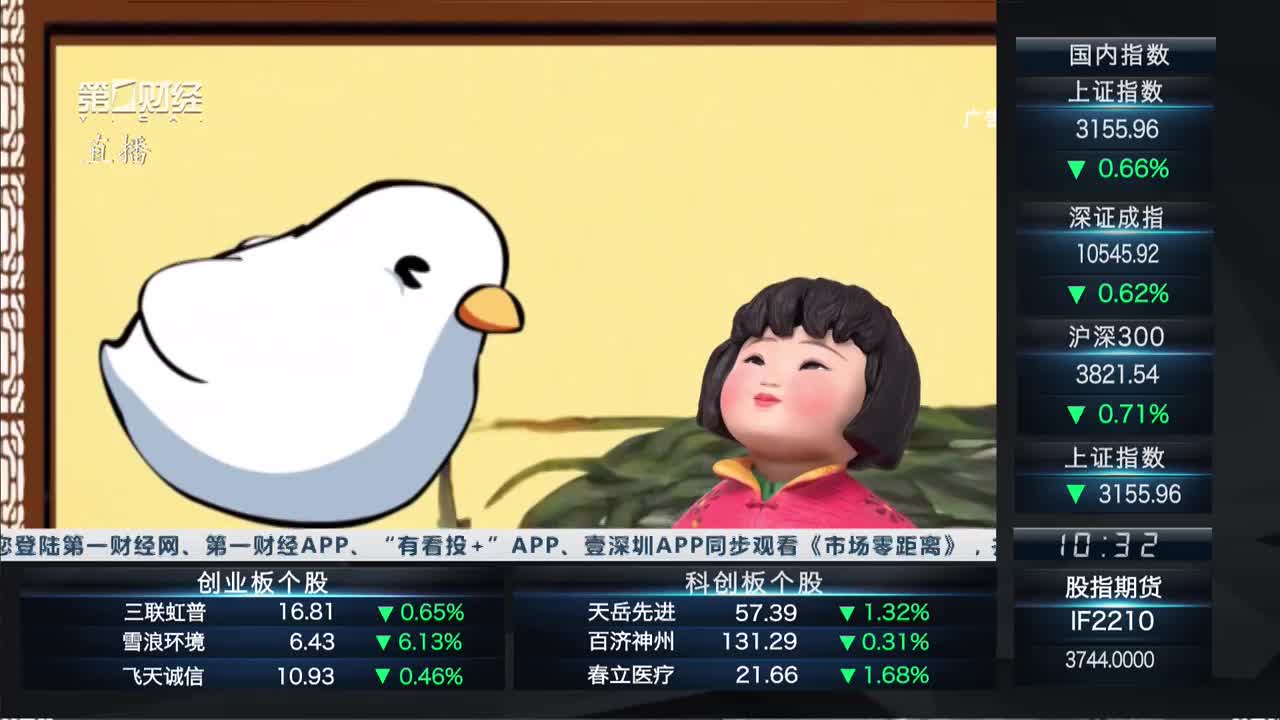 第一财经
直播
广告
您登陆第一财经网、第一财经APP、“有看投+”APP、壹深圳APP同步观看《市场零距离》，
国内指数
上证指数
3155.96
▼ 0.66%
深证成指
10545.92
▼ 0.62%
沪深300
3821.54
▼ 0.71%
上证指数
▼ 3155.96
10:32
股指期货
IF2210
3744.0000
创业板个股
三联虹普 16.81 ▼0.65%
雪浪环境 6.43 ▼6.13%
飞天诚信 10.93 ▼0.46%
科创板个股
天岳先进 57.39 ▼1.32%
百济神州 131.29 ▼0.31%
春立医疗 21.66 ▼1.68%